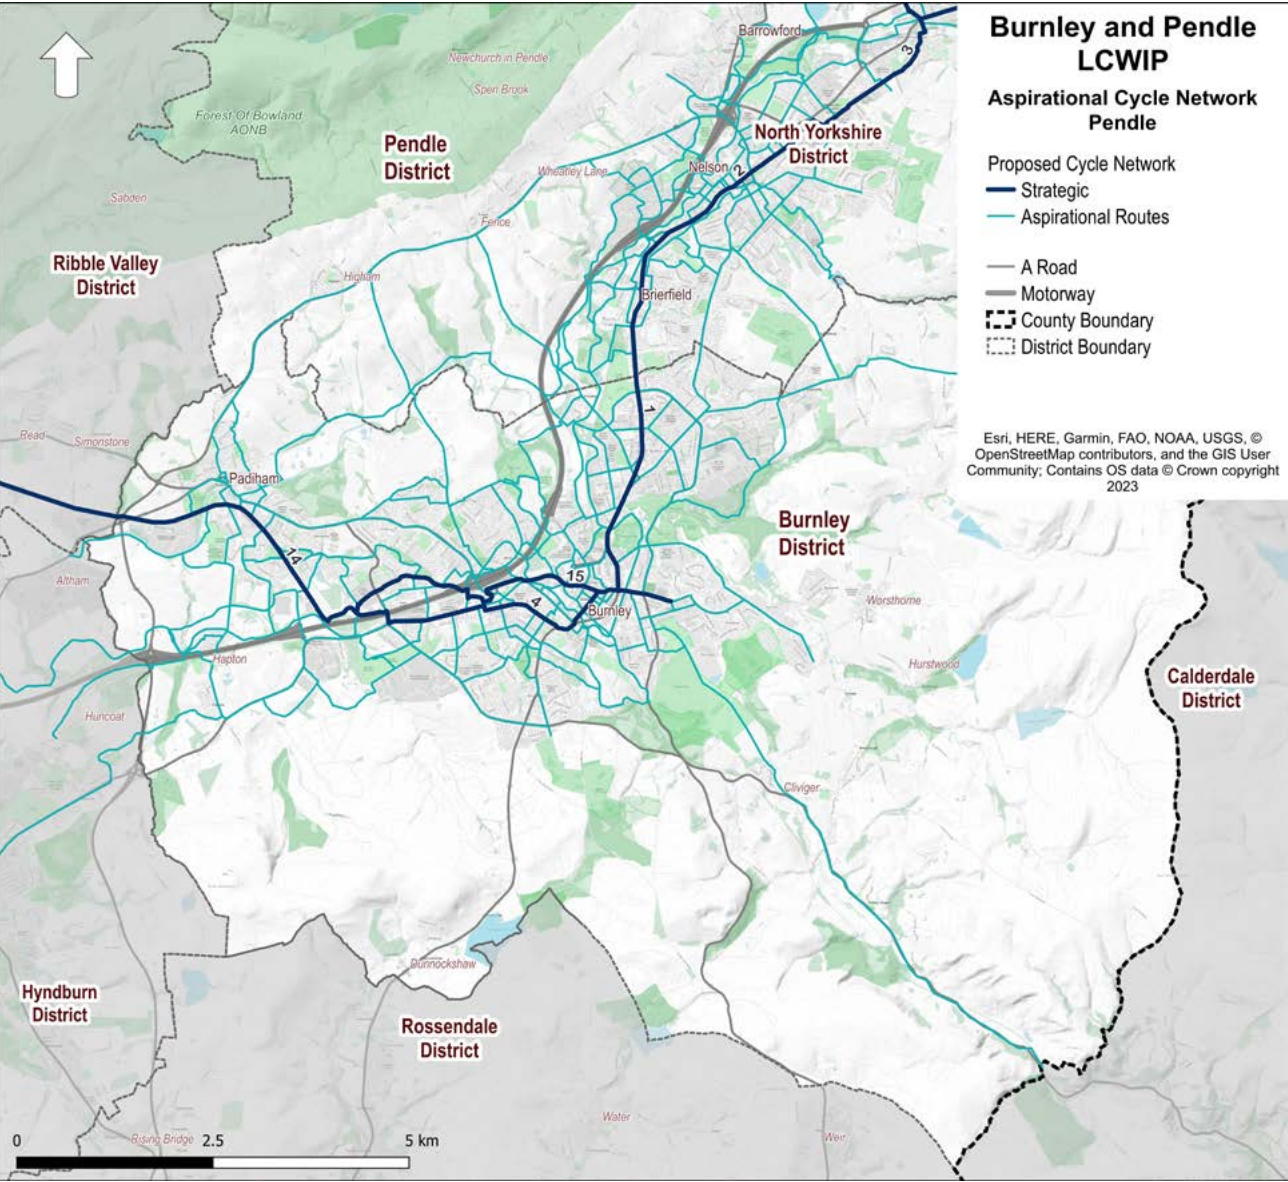 Burnley and Pendle
LCWIP
Aspirational Cycle Network
Pendle
Proposed Cycle Network
Strategic
Aspirational Routes
A Road
Motorway
County Boundary
District Boundary
Esri, HERE, Garmin, FAO, NOAA, USGS, ©
OpenStreetMap contributors, and the GIS User
Community; Contains OS data © Crown copyright
2023
Barrowford
3
Newchurch in Pendle
Spen Brook
Forest Of Bowland
AONB
Pendle
District
North Yorkshire
District
Nelson
2
Wheatley Lane
Sabden
Fence
Ribble Valley
District
Higham
Brierfield
1
Read
Simonstone
Padiham
Burnley
District
14
15
4
Burnley
Altham
Worsthorne
Hapton
Hurstwood
Calderdale
District
Huncoat
Cliviger
Dunnockshaw
Hyndburn
District
Rossendale
District
Water
Weir
Rising Bridge
0 2.5 5 km